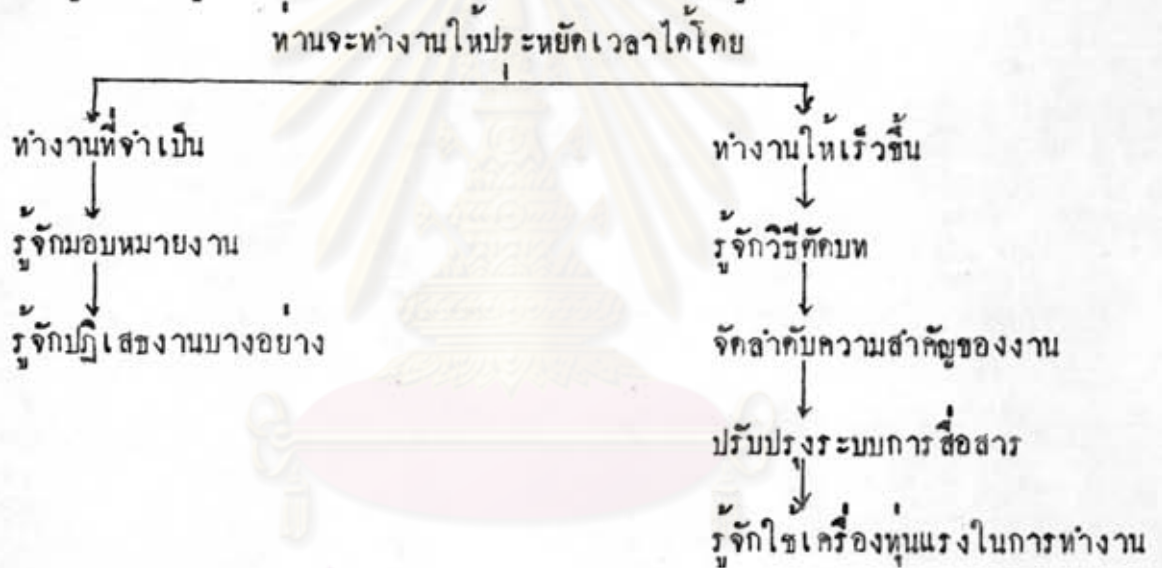 ท่านจะทำงานให้ประหยัดเวลาได้โดย
ทำงานที่จำเป็น
รู้จักมอบหมายงาน
รู้จักปฏิเสธงานบางอย่าง
ทำงานให้เร็วขึ้น
รู้จักวิธีตัดบท
จัดลำดับความสำคัญของงาน
ปรับปรุงระบบการสื่อสาร
รู้จักใช้เครื่องทุ่นแรงในการทำงาน